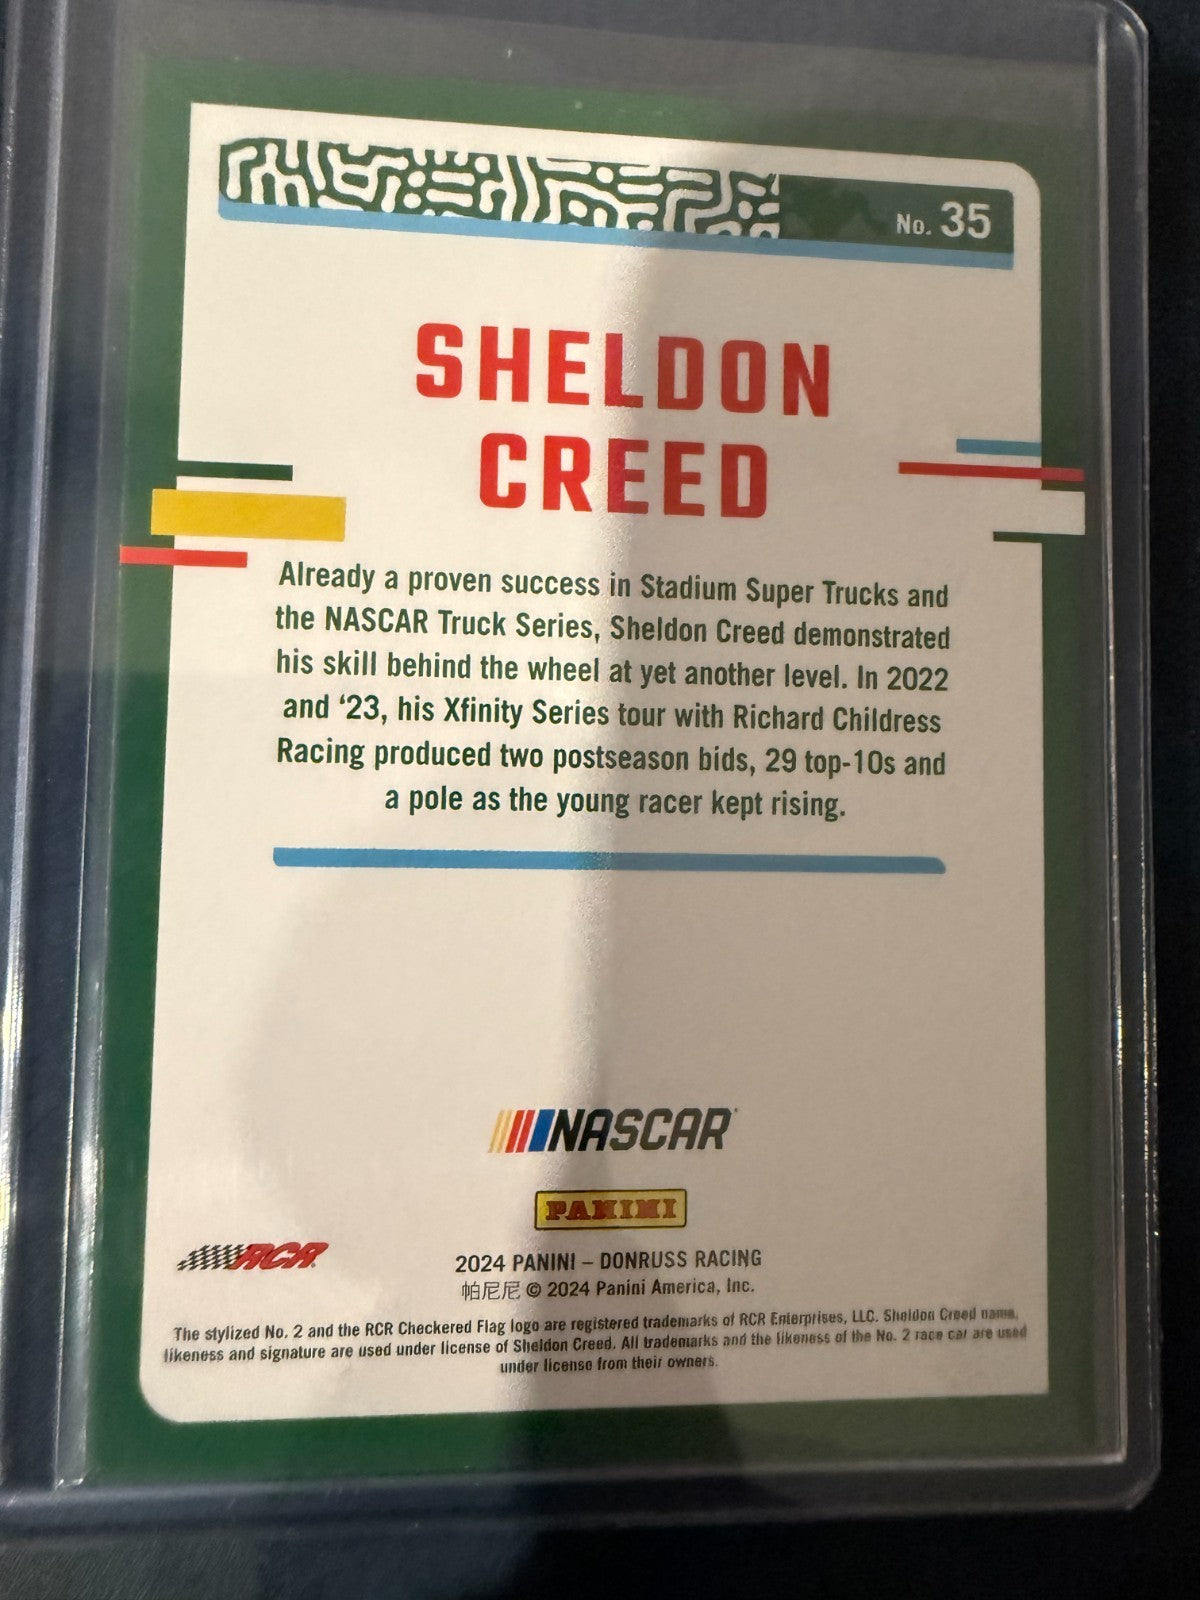 No. 35
SHELDON
CREED
Already a proven success in Stadium Super Trucks and
the NASCAR Truck Series, Sheldon Creed demonstrated
his skill behind the wheel at yet another level. In 2022
and ‘23, his Xfinity Series tour with Richard Childress
Racing produced two postseason bids, 29 top-10s and
a pole as the young racer kept rising.
NASCAR
PANINI
RCR
2024 PANINI – DONRUSS RACING
帕尼尼 © 2024 Panini America, Inc.
The stylized No. 2 and the RCR Checkered Flag logo are registered trademarks of RCR Enterprises, LLC. Sheldon Creed name,
likeness and signature are used under license of Sheldon Creed. All trademarks and the likeness of the No. 2 race car are used
under license from their owners.